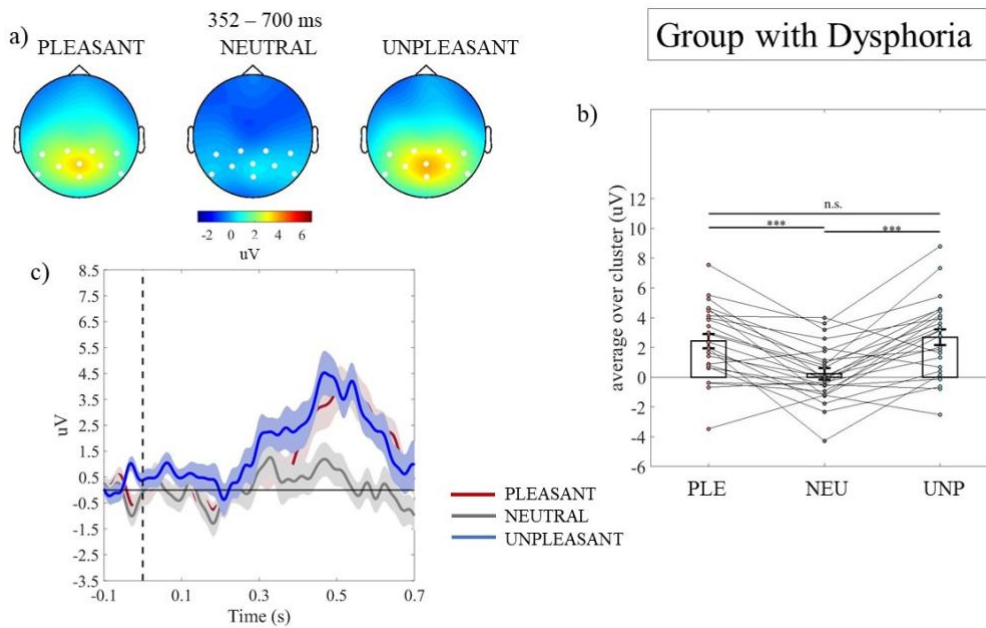 a)
352 – 700 ms
PLEASANT NEUTRAL UNPLEASANT
-2 0 2 4 6
uV
Group with Dysphoria
b)
n.s.
*** ***
average over cluster (uV)
12
10
8
6
4
2
0
-2
-4
-6
PLE NEU UNP
c)
uV
8.5
7.5
6.5
5.5
4.5
3.5
2.5
1.5
0.5
-0.5
-1.5
-2.5
-3.5
-0.1 0.1 0.3 0.5 0.7
Time (s)
PLEASANT
NEUTRAL
UNPLEASANT